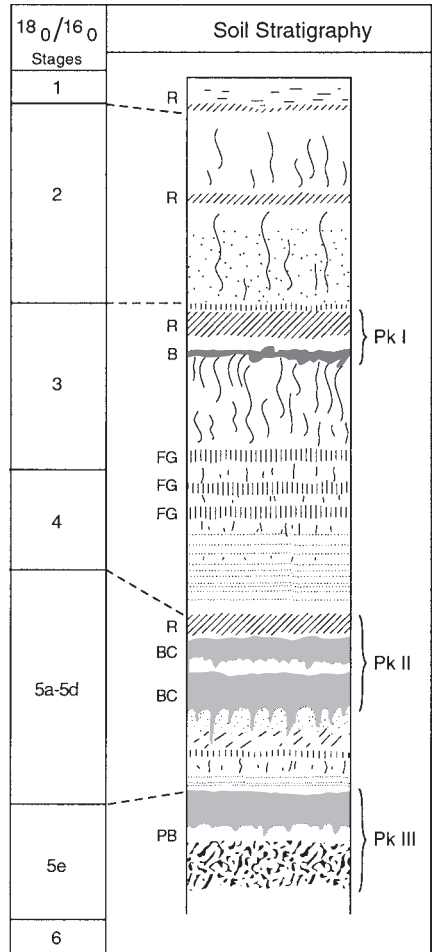 18O/16O
Stages
Soil Stratigraphy
1
R
2
R
R
Pk I
B
3
FG
FG
4
FG
R
BC
Pk II
5a-5d
BC
PB
Pk III
5e
6